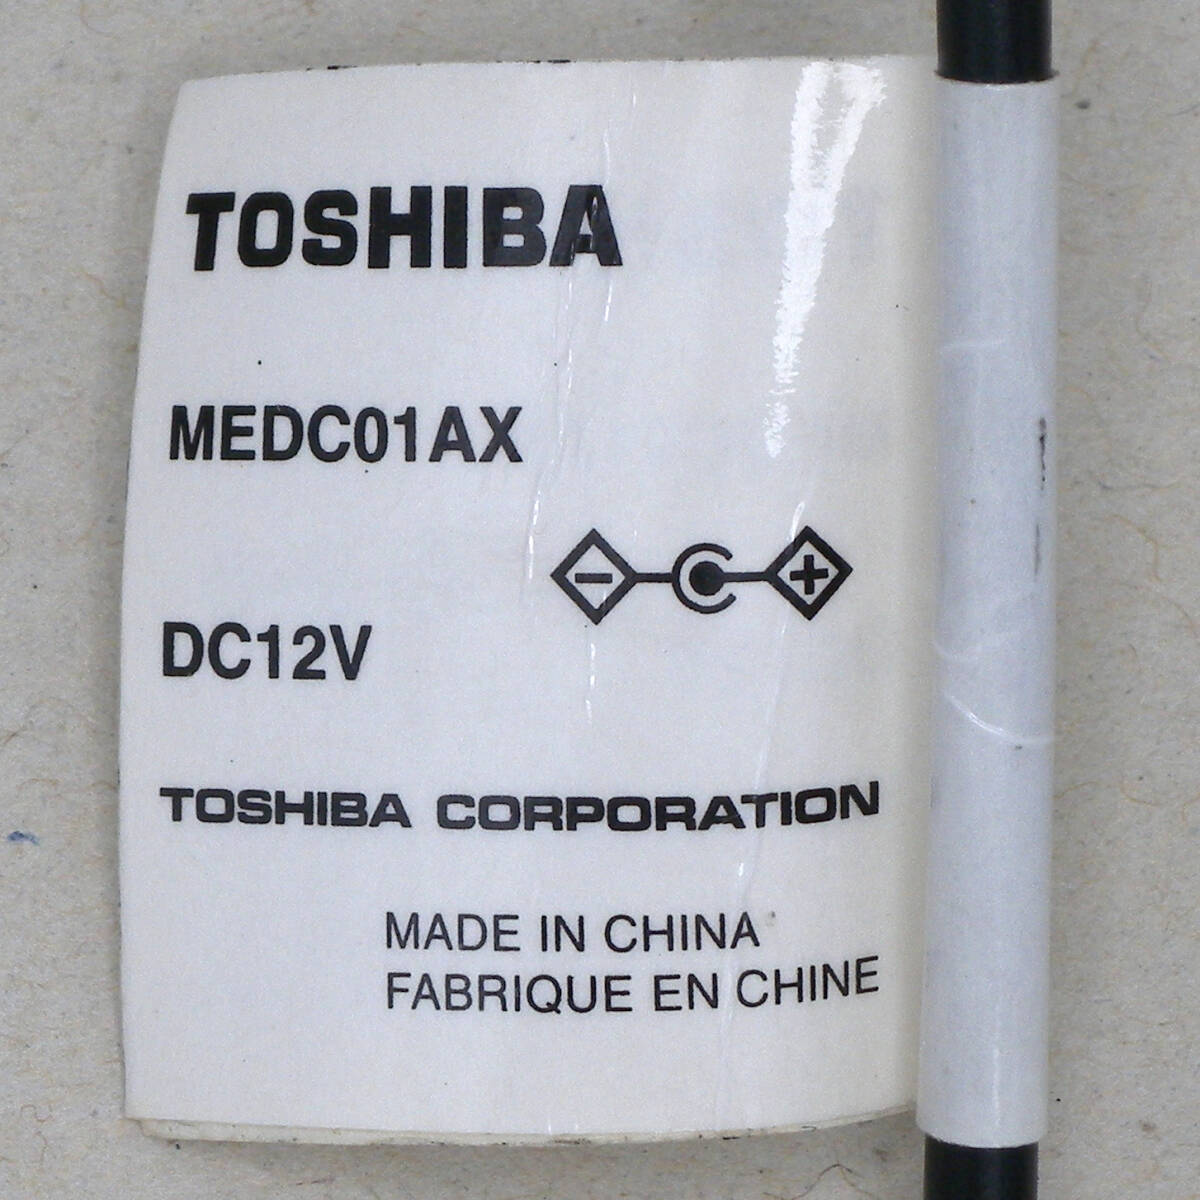 TOSHIBA
MEDC01AX
DC12V
TOSHIBA CORPORATION
MADE IN CHINA
FABRIQUE EN CHINE